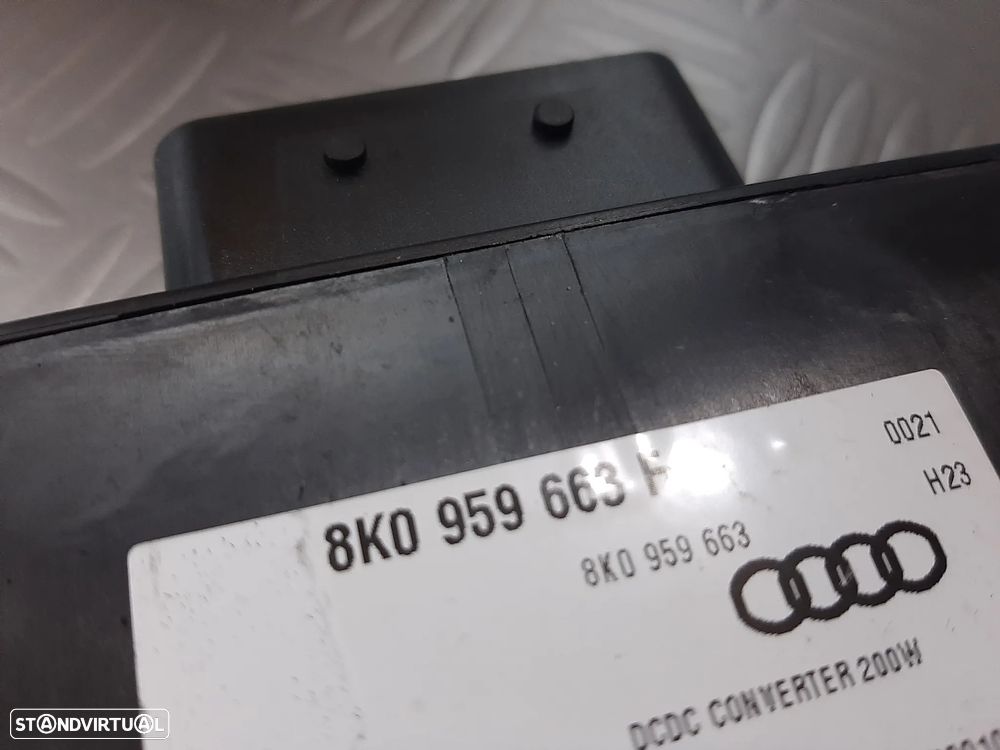 0021
H23
8K0 959 663
8K0 959 663
DCDC CONVERTER 200W
STANDVIRTUAL